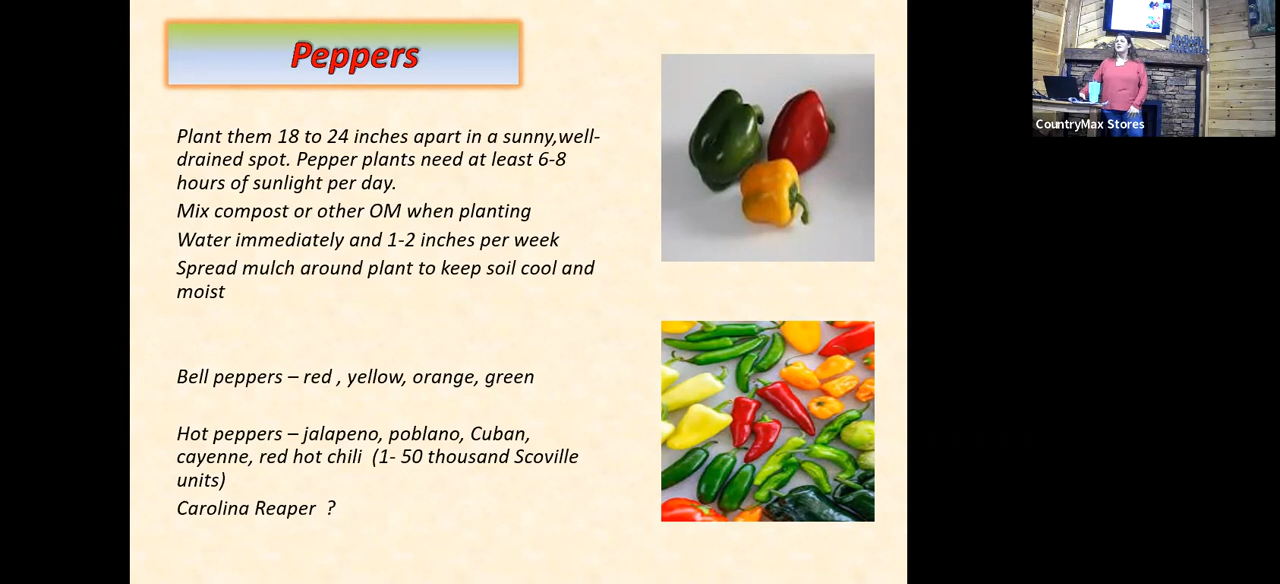 Peppers
Plant them 18 to 24 inches apart in a sunny,well-
drained spot. Pepper plants need at least 6-8
hours of sunlight per day.
Mix compost or other OM when planting
Water immediately and 1-2 inches per week
Spread mulch around plant to keep soil cool and
moist
Bell peppers – red , yellow, orange, green
Hot peppers – jalapeno, poblano, Cuban,
cayenne, red hot chili  (1- 50 thousand Scoville
units)
Carolina Reaper  ?
CountryMax Stores